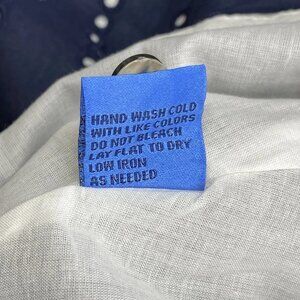 HAND WASH COLD
WITH LIKE COLORS
DO NOT BLEACH
LAY FLAT TO DRY
LOW IRON
AS NEEDED